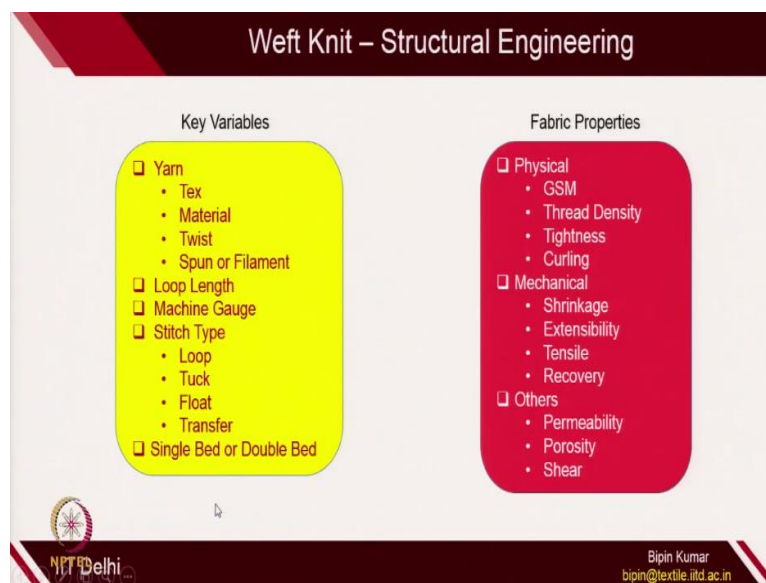 Weft Knit – Structural Engineering
Key Variables
Yarn
Tex
Material
Twist
Spun or Filament
Loop Length
Machine Gauge
Stitch Type
Loop
Tuck
Float
Transfer
Single Bed or Double Bed
Fabric Properties
Physical
GSM
Thread Density
Tightness
Curling
Mechanical
Shrinkage
Extensibility
Tensile
Recovery
Others
Permeability
Porosity
Shear
NPTEL
IIT Delhi
Bipin Kumar
bipin@textile.iitd.ac.in